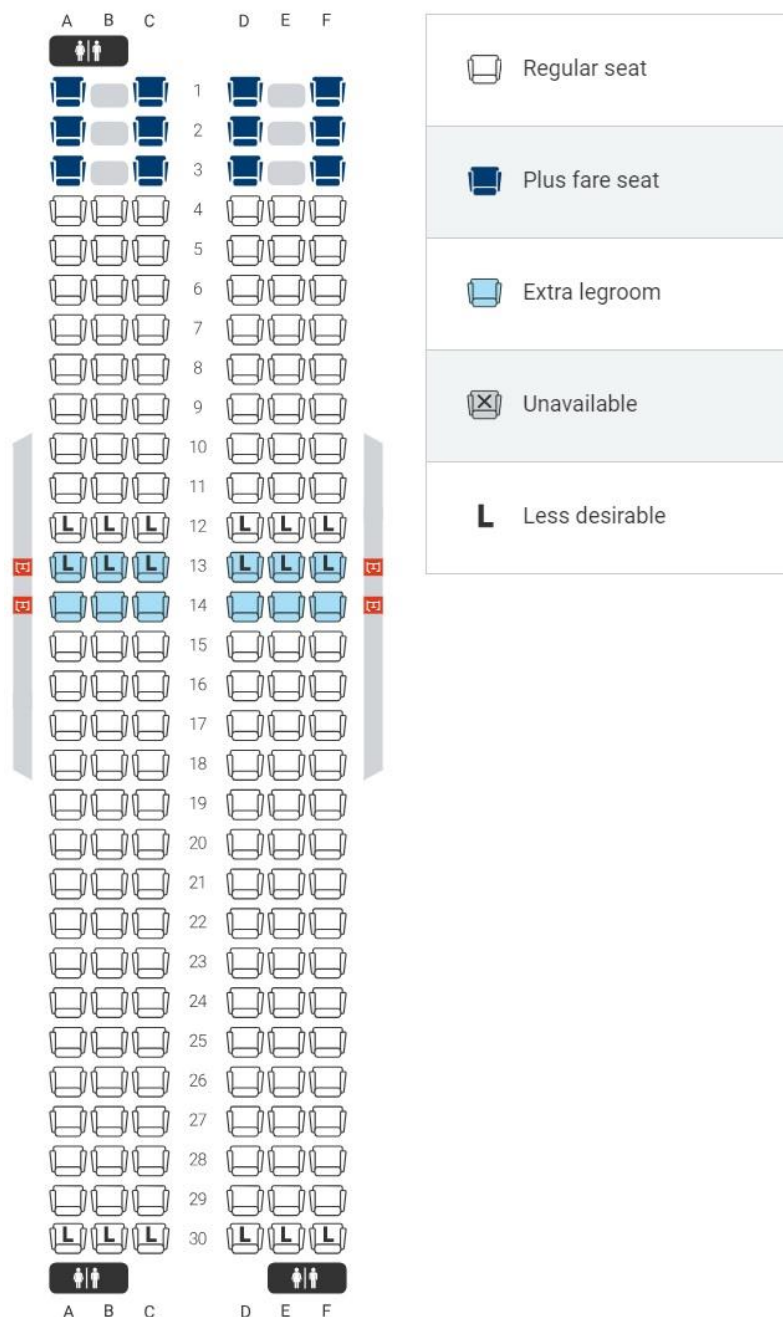 A B C D E F
1
2
3
4
5
6
7
8
9
10
11
L L L 12 L L L
L L L 13 L L L
14
15
16
17
18
19
20
21
22
23
24
25
26
27
28
29
L L L 30 L L L
A B C D E F
Regular seat
Plus fare seat
Extra legroom
Unavailable
L Less desirable